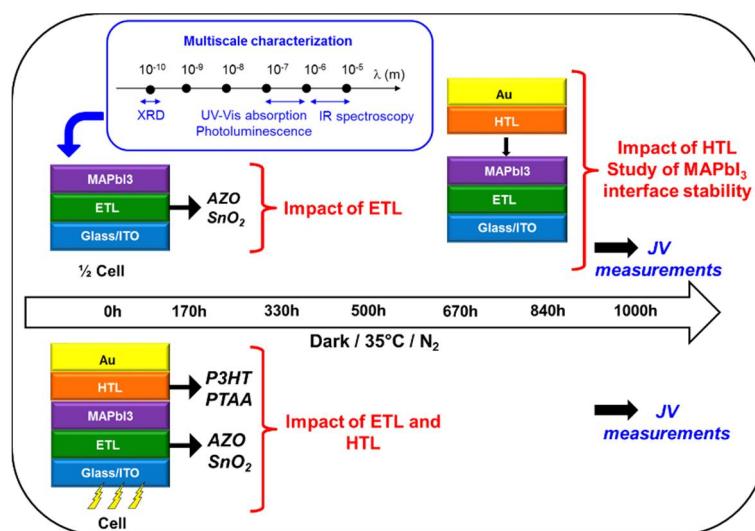 Multiscale characterization
10-10 10-9 10-8 10-7 10-6 10-5 λ (m)
XRD
UV-Vis absorption
Photoluminescence
IR spectroscopy
MAPbI3
ETL
Glass/ITO
½ Cell
AZO
SnO2
Impact of ETL
Au
HTL
MAPbI3
ETL
Glass/ITO
Impact of HTL
Study of MAPbI3
interface stability
JV
measurements
0h 170h 330h 500h 670h 840h 1000h
Dark / 35°C / N2
Au
HTL
MAPbI3
ETL
Glass/ITO
Cell
P3HT
PTAA
AZO
SnO2
Impact of ETL and
HTL
JV
measurements